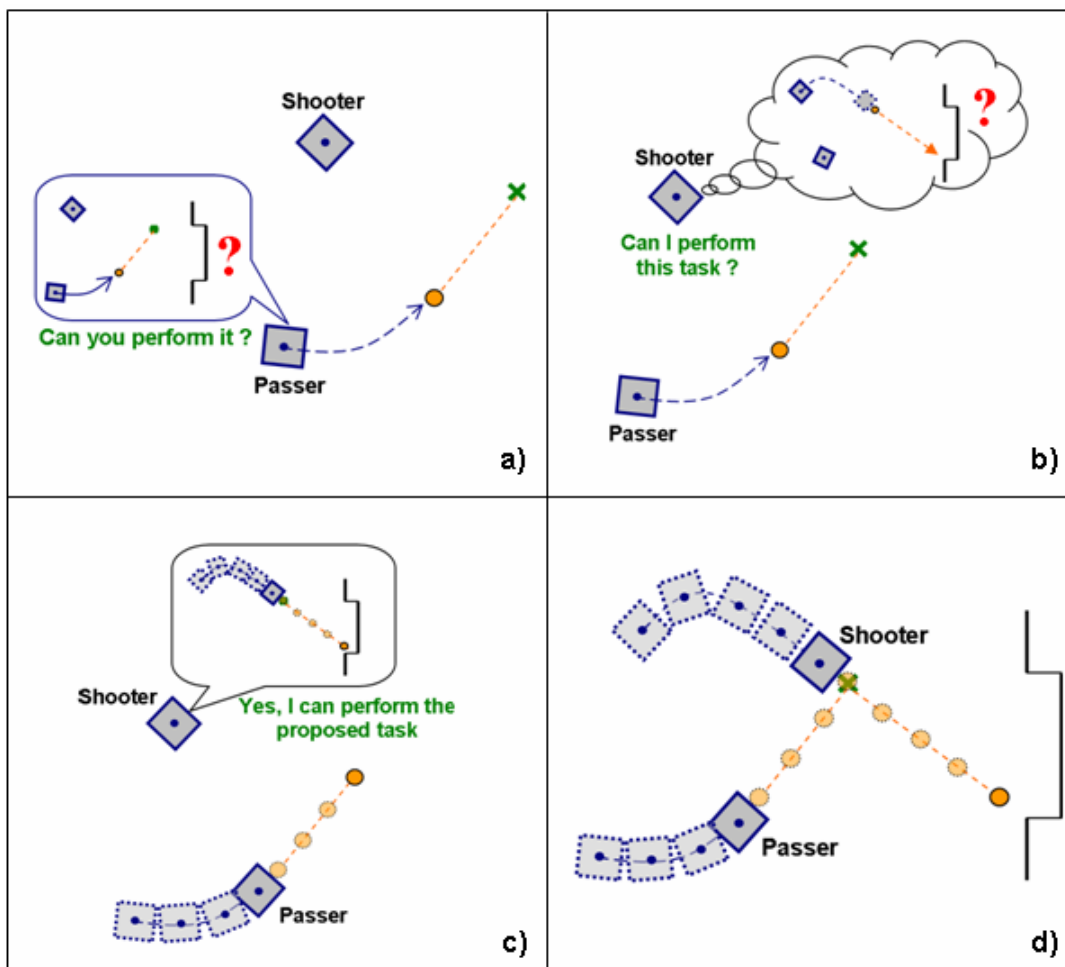 Shooter
?
Can you perform it ?
Passer
a)
?
Shooter
Can I perform
this task ?
Passer
b)
Shooter
Yes, I can perform the
proposed task
Passer
c)
Shooter
Passer
d)